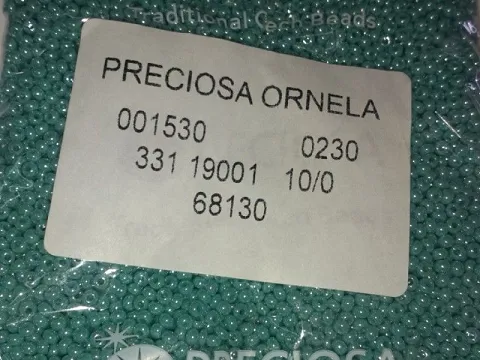 Traditional Czech Beads
PRECIOSA ORNELA
001530 0230
331 19001 10/0
68130
PRECIOSA